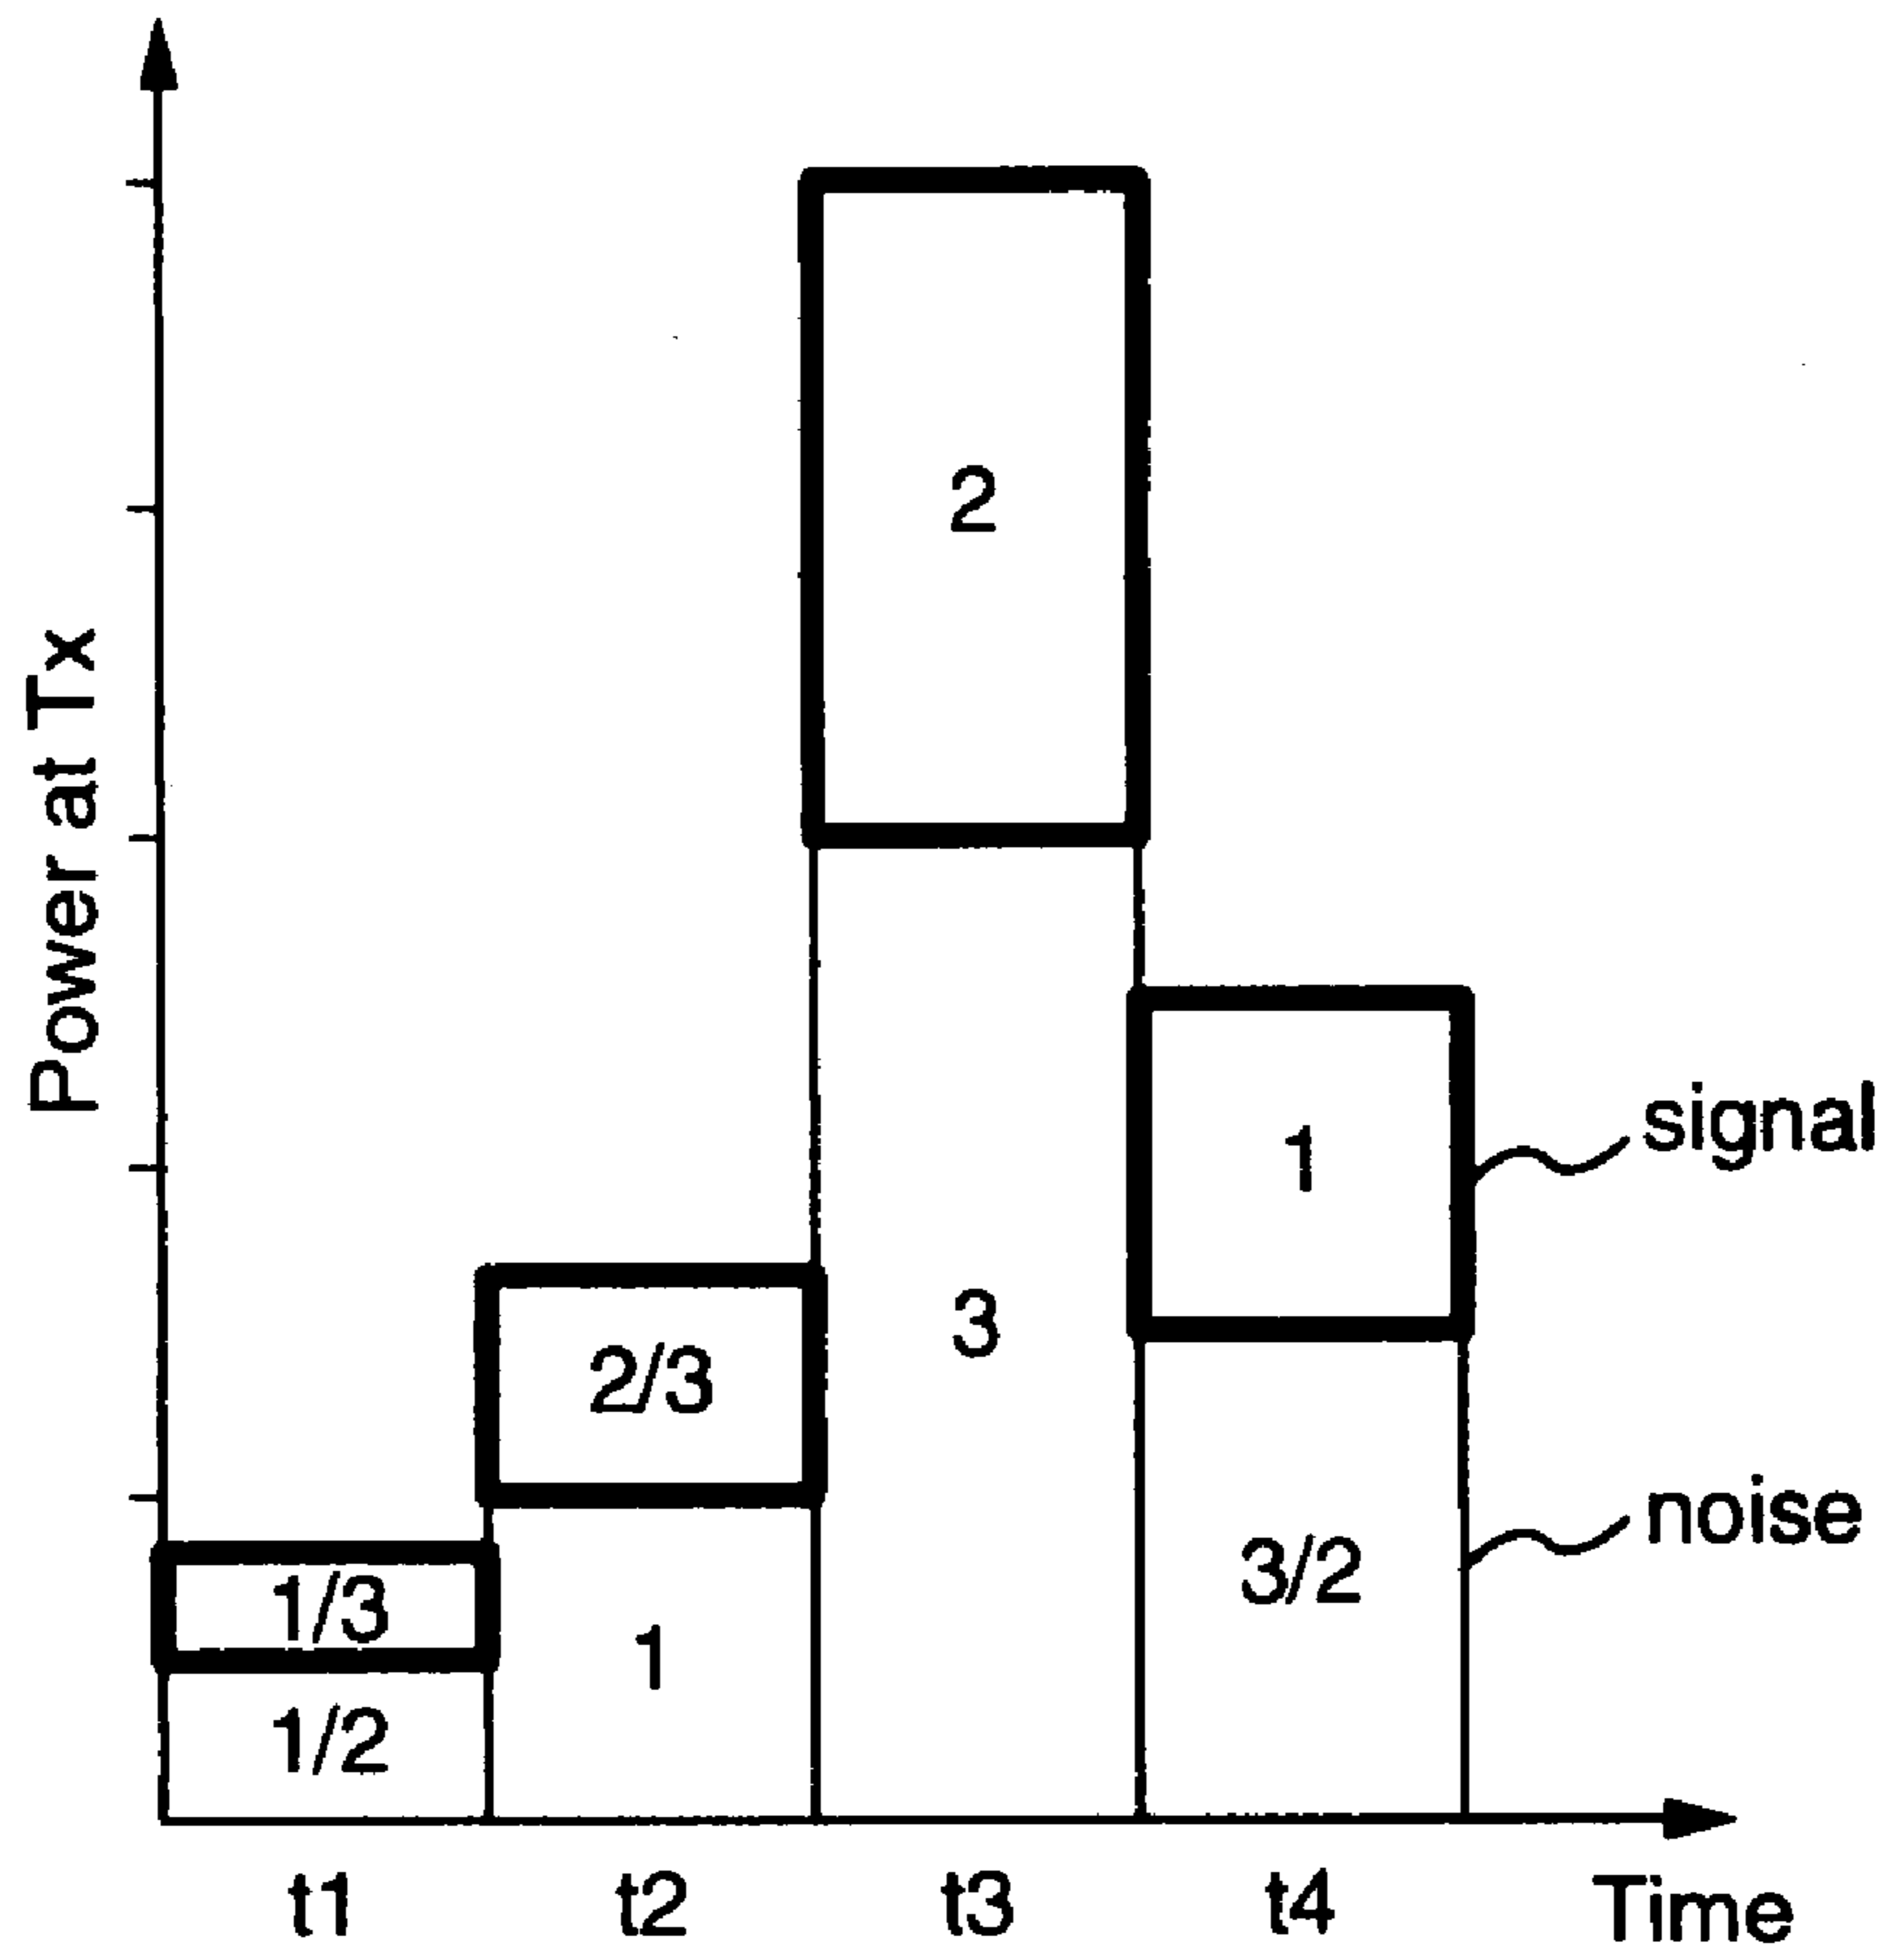 Power at Tx
2
1
signal
2/3
3
1/3
1/2
1
3/2
noise
t1 t2 t3 t4 Time